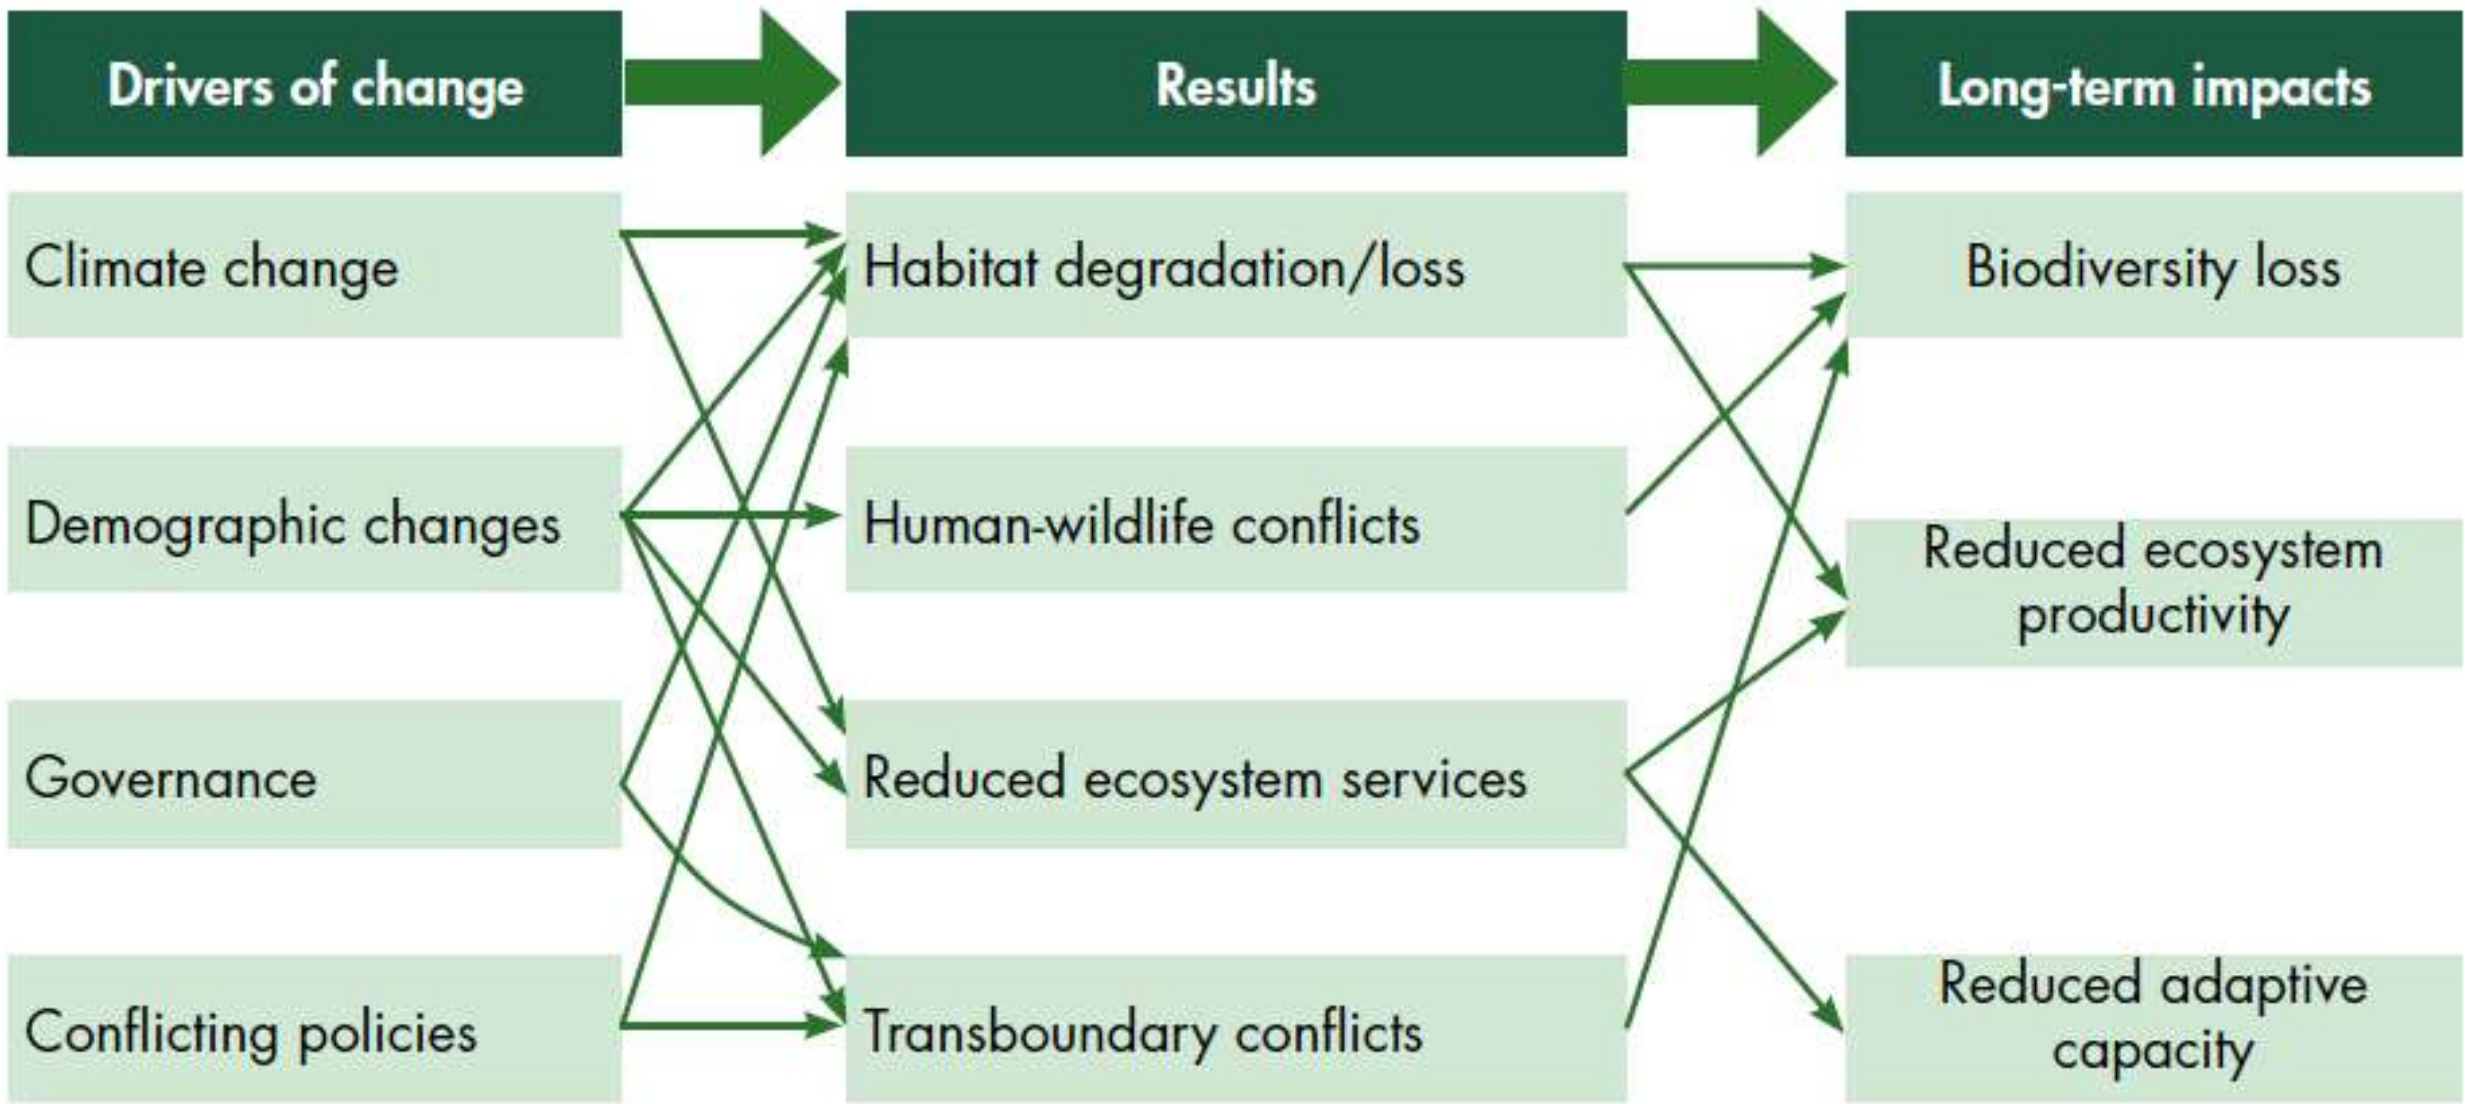 Drivers of change
Results
Long-term impacts
Climate change
Habitat degradation/loss
Biodiversity loss
Demographic changes
Human-wildlife conflicts
Reduced ecosystem
productivity
Governance
Reduced ecosystem services
Conflicting policies
Transboundary conflicts
Reduced adaptive
capacity